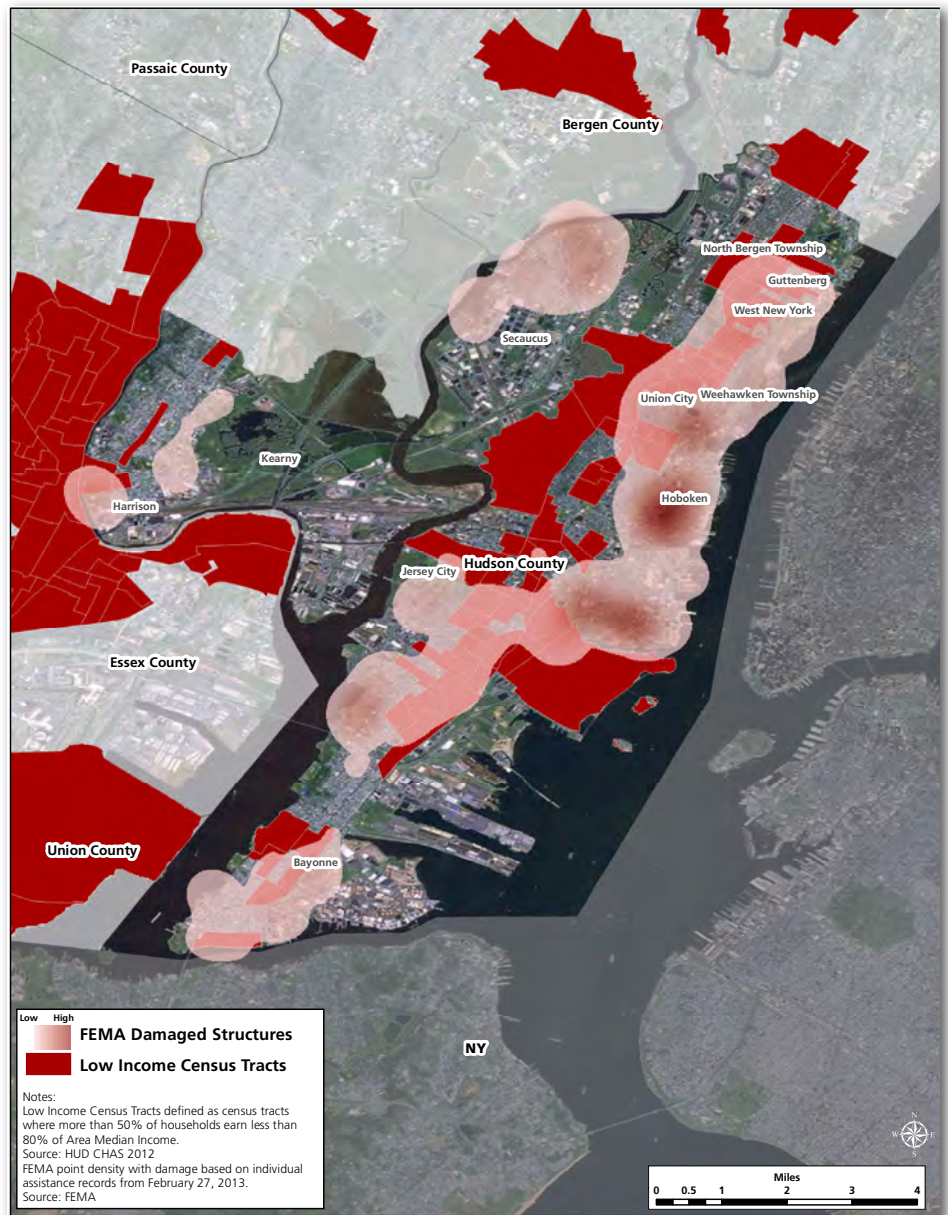 Passaic County
Bergen County
North Bergen Township
Guttenberg
West New York
Secaucus
Union City
Weehawken Township
Kearny
Hoboken
Harrison
Hudson County
Jersey City
Essex County
Union County
Bayonne
NY
Low High
FEMA Damaged Structures
Low Income Census Tracts
Notes:
Low Income Census Tracts defined as census tracts
where more than 50% of households earn less than
80% of Area Median Income.
Source: HUD CHAS 2012
FEMA point density with damage based on individual
assistance records from February 27, 2013.
Source: FEMA
N
W E
S
Miles
0 0.5 1 2 3 4